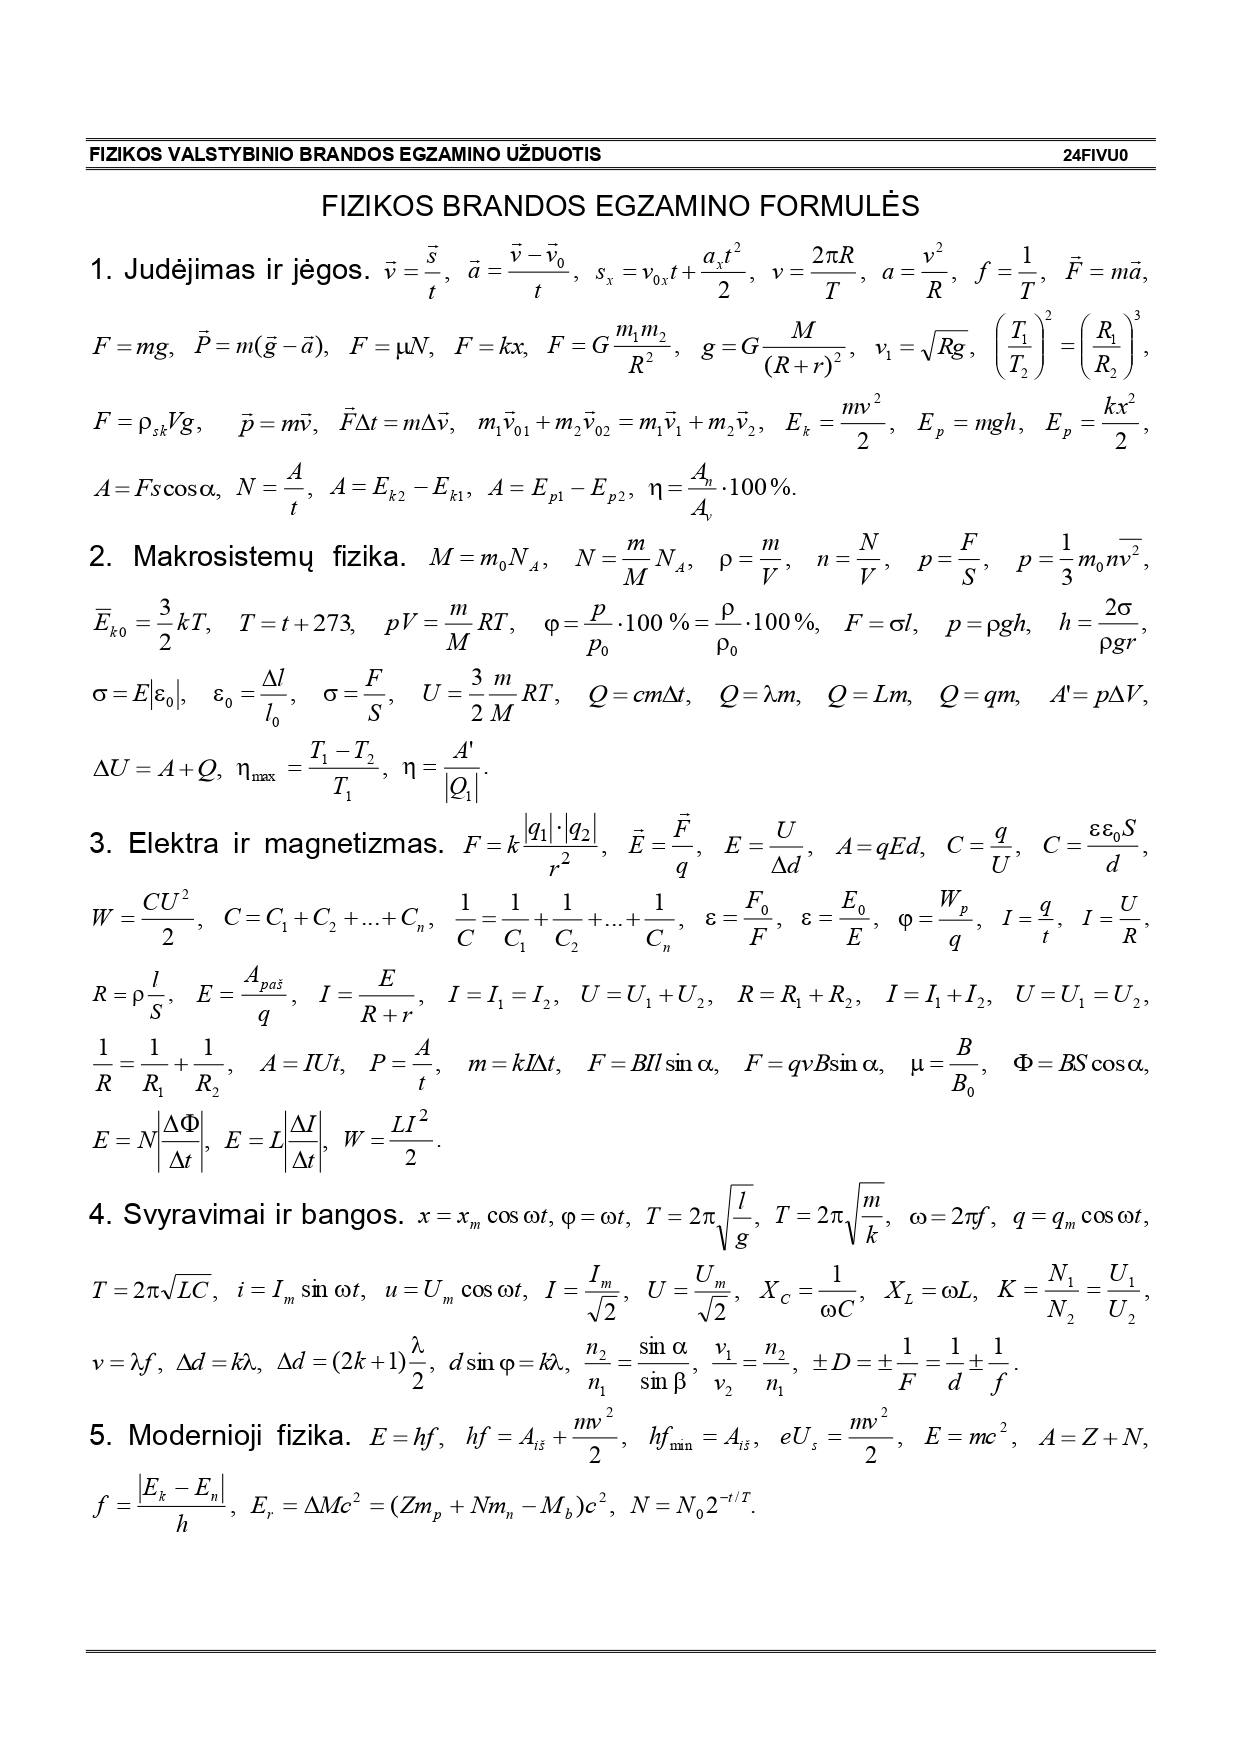 FIZIKOS VALSTYBINIO BRANDOS EGZAMINO UŽDUOTIS 24FIVU0
FIZIKOS BRANDOS EGZAMINO FORMULĖS
1. Judėjimas ir jėgos. $\vec{v}=\frac{\vec{s}}{t}$, $\vec{a}=\frac{\vec{v}-\vec{v}_0}{t}$, $s_x=v_{0x}t+\frac{a_xt^2}{2}$, $v=\frac{2\pi R}{T}$, $a=\frac{v^2}{R}$, $f=\frac{1}{T}$, $\vec{F}=m\vec{a}$,
$F=mg$, $\vec{P}=m(\vec{g}-\vec{a})$, $F=\mu N$, $F=kx$, $F=G\frac{m_1m_2}{R^2}$, $g=G\frac{M}{(R+r)^2}$, $v_1=\sqrt{Rg}$, $\left(\frac{T_1}{T_2}\right)^2=\left(\frac{R_1}{R_2}\right)^3$,
$F=\rho_{sk}Vg$, $\vec{p}=m\vec{v}$, $\vec{F}\Delta t=m\Delta\vec{v}$, $m_1\vec{v}_{01}+m_2\vec{v}_{02}=m_1\vec{v}_1+m_2\vec{v}_2$, $E_k=\frac{mv^2}{2}$, $E_p=mgh$, $E_p=\frac{kx^2}{2}$,
$A=Fs\cos\alpha$, $N=\frac{A}{t}$, $A=E_{k2}-E_{k1}$, $A=E_{p1}-E_{p2}$, $\eta=\frac{A_n}{A_v}\cdot100\%$.
2. Makrosistemų fizika. $M=m_0N_A$, $N=\frac{m}{M}N_A$, $\rho=\frac{m}{V}$, $n=\frac{N}{V}$, $p=\frac{F}{S}$, $p=\frac{1}{3}m_0n\overline{v^2}$,
$\overline{E}_{k0}=\frac{3}{2}kT$, $T=t+273$, $pV=\frac{m}{M}RT$, $\varphi=\frac{p}{p_0}\cdot100\%=\frac{\rho}{\rho_0}\cdot100\%$, $F=\sigma l$, $p=\rho gh$, $h=\frac{2\sigma}{\rho gr}$,
$\sigma=E|\varepsilon_0|$, $\varepsilon_0=\frac{\Delta l}{l_0}$, $\sigma=\frac{F}{S}$, $U=\frac{3}{2}\frac{m}{M}RT$, $Q=cm\Delta t$, $Q=\lambda m$, $Q=Lm$, $Q=qm$, $A'=p\Delta V$,
$\Delta U=A+Q$, $\eta_{\max}=\frac{T_1-T_2}{T_1}$, $\eta=\frac{A'}{|Q_1|}$.
3. Elektra ir magnetizmas. $F=k\frac{|q_1|\cdot|q_2|}{r^2}$, $\vec{E}=\frac{\vec{F}}{q}$, $E=\frac{U}{\Delta d}$, $A=qEd$, $C=\frac{q}{U}$, $C=\frac{\varepsilon\varepsilon_0S}{d}$,
$W=\frac{CU^2}{2}$, $C=C_1+C_2+...+C_n$, $\frac{1}{C}=\frac{1}{C_1}+\frac{1}{C_2}+...+\frac{1}{C_n}$, $\varepsilon=\frac{F_0}{F}$, $\varepsilon=\frac{E_0}{E}$, $\varphi=\frac{W_p}{q}$, $I=\frac{q}{t}$, $I=\frac{U}{R}$,
$R=\rho\frac{l}{S}$, $E=\frac{A_{paš}}{q}$, $I=\frac{E}{R+r}$, $I=I_1=I_2$, $U=U_1+U_2$, $R=R_1+R_2$, $I=I_1+I_2$, $U=U_1=U_2$,
$\frac{1}{R}=\frac{1}{R_1}+\frac{1}{R_2}$, $A=IUt$, $P=\frac{A}{t}$, $m=kI\Delta t$, $F=BIl\sin\alpha$, $F=qvB\sin\alpha$, $\mu=\frac{B}{B_0}$, $\Phi=BS\cos\alpha$,
$E=N\left|\frac{\Delta\Phi}{\Delta t}\right|$, $E=L\left|\frac{\Delta I}{\Delta t}\right|$, $W=\frac{LI^2}{2}$.
4. Svyravimai ir bangos. $x=x_m\cos\omega t$, $\varphi=\omega t$, $T=2\pi\sqrt{\frac{l}{g}}$, $T=2\pi\sqrt{\frac{m}{k}}$, $\omega=2\pi f$, $q=q_m\cos\omega t$,
$T=2\pi\sqrt{LC}$, $i=I_m\sin\omega t$, $u=U_m\cos\omega t$, $I=\frac{I_m}{\sqrt{2}}$, $U=\frac{U_m}{\sqrt{2}}$, $X_C=\frac{1}{\omega C}$, $X_L=\omega L$, $K=\frac{N_1}{N_2}=\frac{U_1}{U_2}$,
$v=\lambda f$, $\Delta d=k\lambda$, $\Delta d=(2k+1)\frac{\lambda}{2}$, $d\sin\varphi=k\lambda$, $\frac{n_2}{n_1}=\frac{\sin\alpha}{\sin\beta}$, $\frac{v_1}{v_2}=\frac{n_2}{n_1}$, $\pm D=\pm\frac{1}{F}=\frac{1}{d}\pm\frac{1}{f}$.
5. Modernioji fizika. $E=hf$, $hf=A_{iš}+\frac{mv^2}{2}$, $hf_{\min}=A_{iš}$, $eU_s=\frac{mv^2}{2}$, $E=mc^2$, $A=Z+N$,
$f=\frac{|E_k-E_n|}{h}$, $E_r=\Delta Mc^2=(Zm_p+Nm_n-M_b)c^2$, $N=N_02^{-t/T}$.